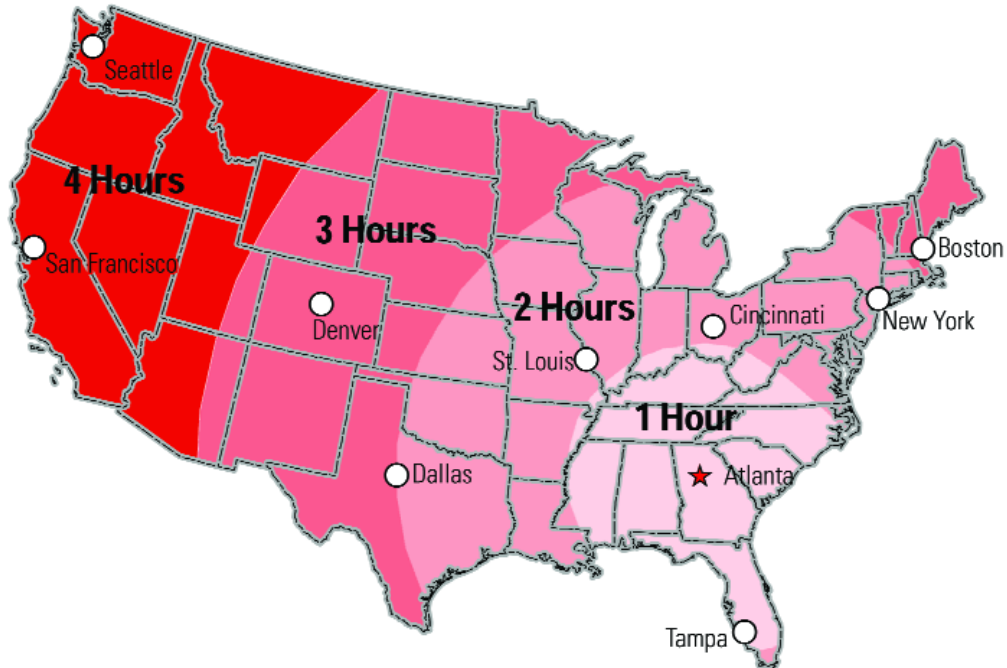 Seattle
4 Hours
3 Hours
San Francisco
Boston
2 Hours
Denver
Cincinnati
New York
St. Louis
1 Hour
Dallas
Atlanta
Tampa